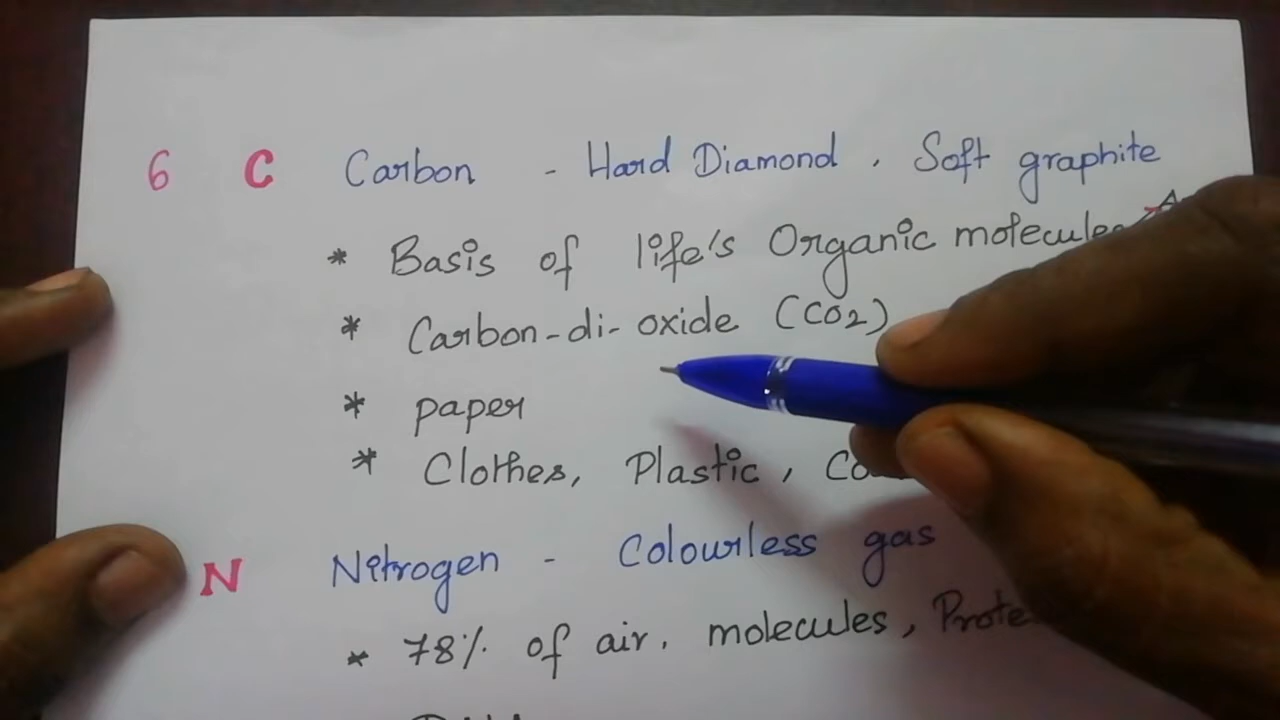 6 C Carbon - Hard Diamond, Soft graphite
* Basis of life's Organic molecules
* Carbon-di-oxide (CO2)
* paper
* Clothes, Plastic,
N Nitrogen - Colourless gas
* 78% of air. molecules,